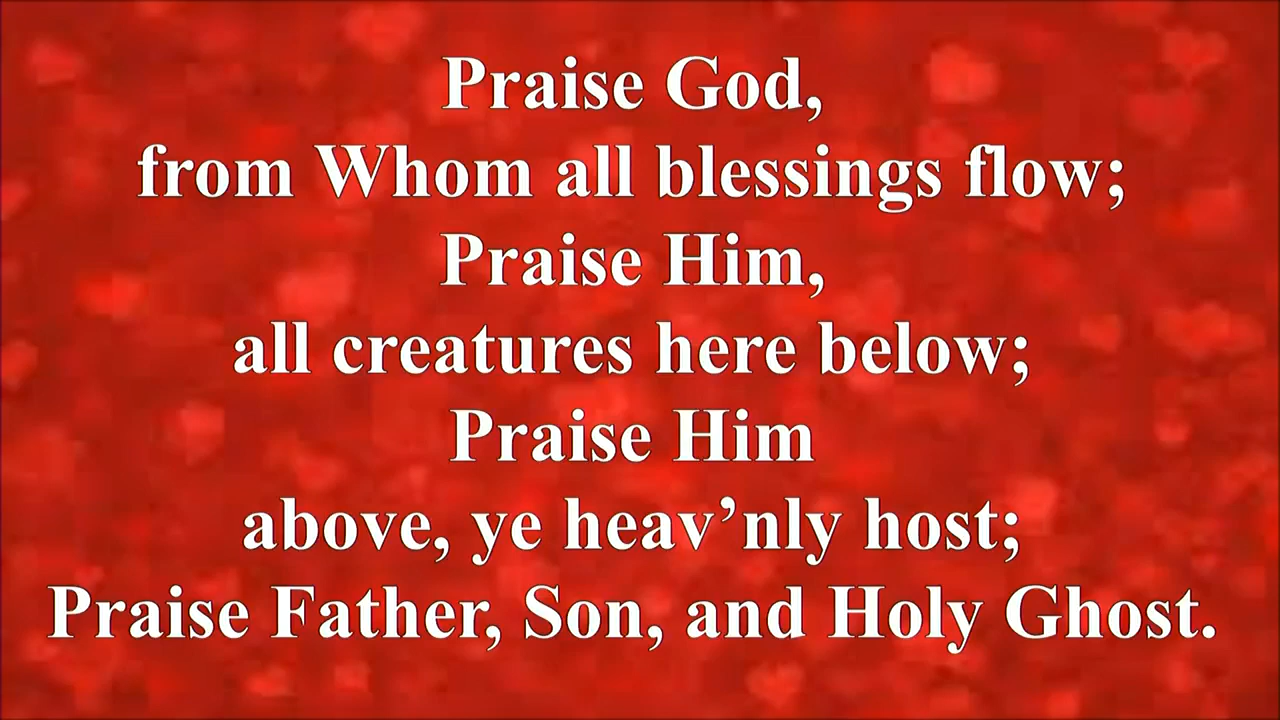 Praise God,
from Whom all blessings flow;
Praise Him,
all creatures here below;
Praise Him
above, ye heav’nly host;
Praise Father, Son, and Holy Ghost.